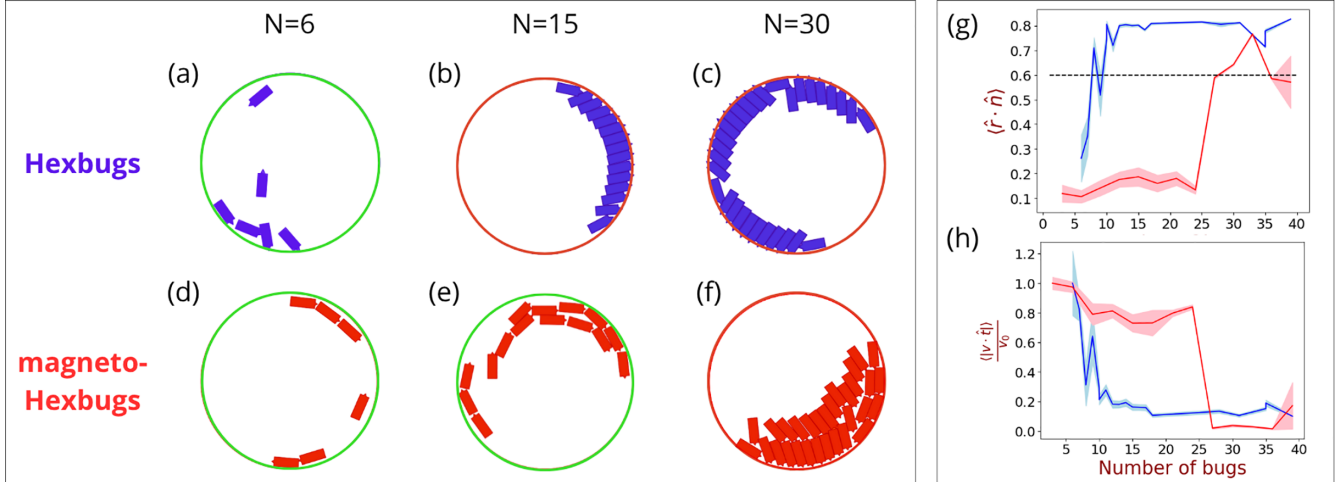 N=6 N=15 N=30
(a) (b) (c)
Hexbugs
(d) (e) (f)
magneto-
Hexbugs
(g)
0.8
0.7
0.6
0.5
0.4
0.3
0.2
0.1
⟨r̂ · n̂⟩
0 5 10 15 20 25 30 35 40
(h)
1.2
1.0
0.8
0.6
0.4
0.2
0.0
⟨|v · t̂|⟩
v₀
5 10 15 20 25 30 35 40
Number of bugs